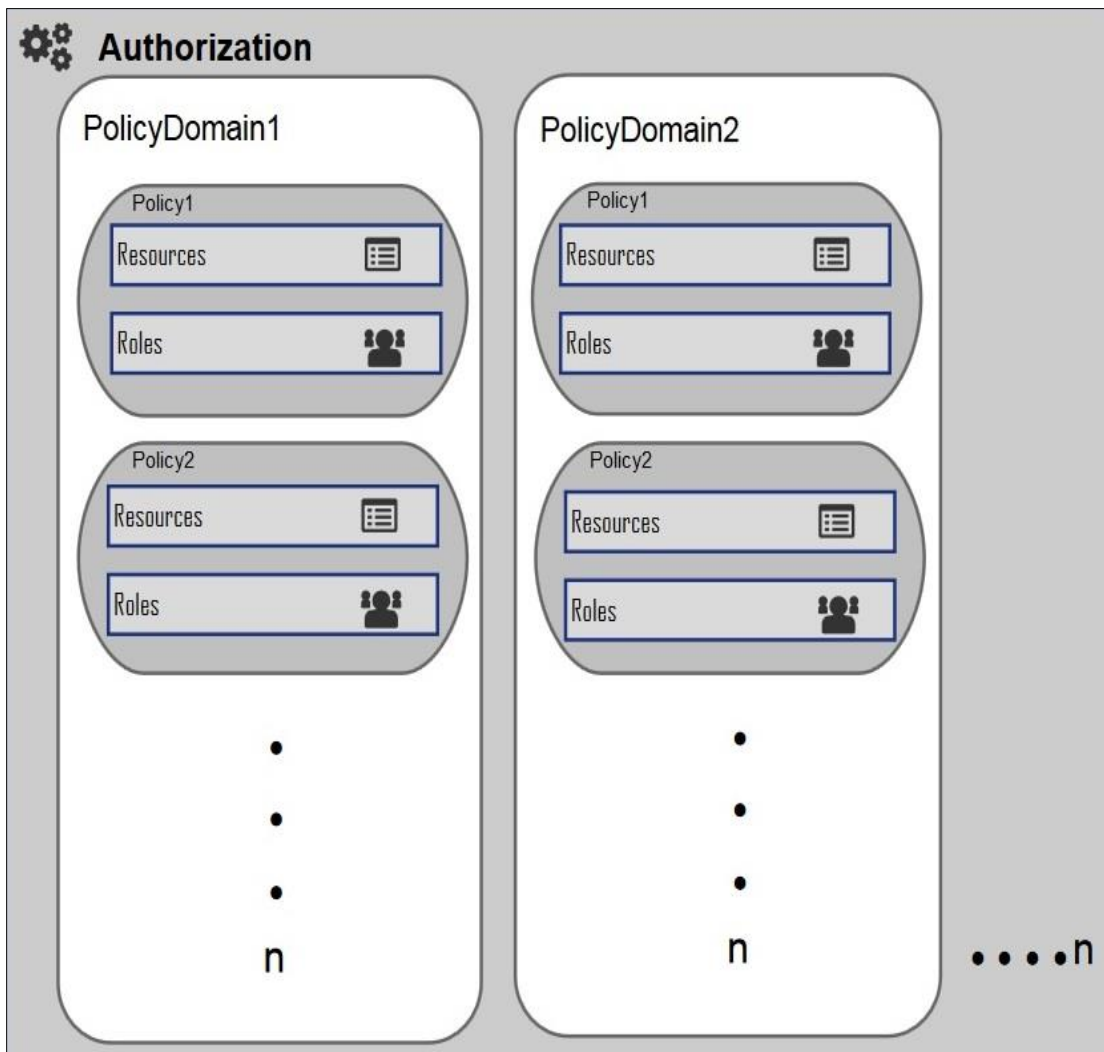 Authorization
PolicyDomain1
Policy1
Resources
Roles
Policy2
Resources
Roles
n
PolicyDomain2
Policy1
Resources
Roles
Policy2
Resources
Roles
n
....n